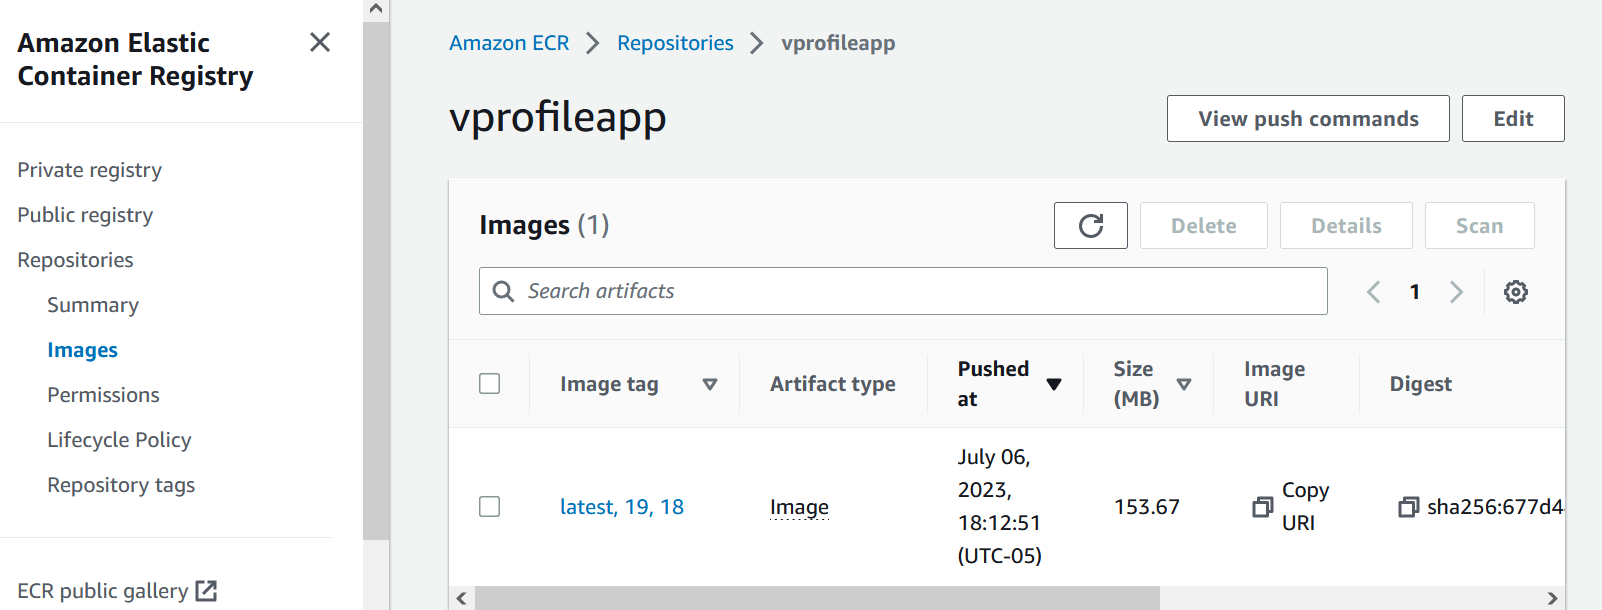 Amazon Elastic
Container Registry
Private registry
Public registry
Repositories
Summary
Images
Permissions
Lifecycle Policy
Repository tags
ECR public gallery
Amazon ECR
Repositories
vprofileapp
vprofileapp
View push commands
Edit
Images (1)
Delete
Details
Scan
Search artifacts
1
Image tag
Artifact type
Pushed
at
Size
(MB)
Image
URI
Digest
latest, 19, 18
Image
July 06,
2023,
18:12:51
(UTC-05)
153.67
Copy
URI
sha256:677d4